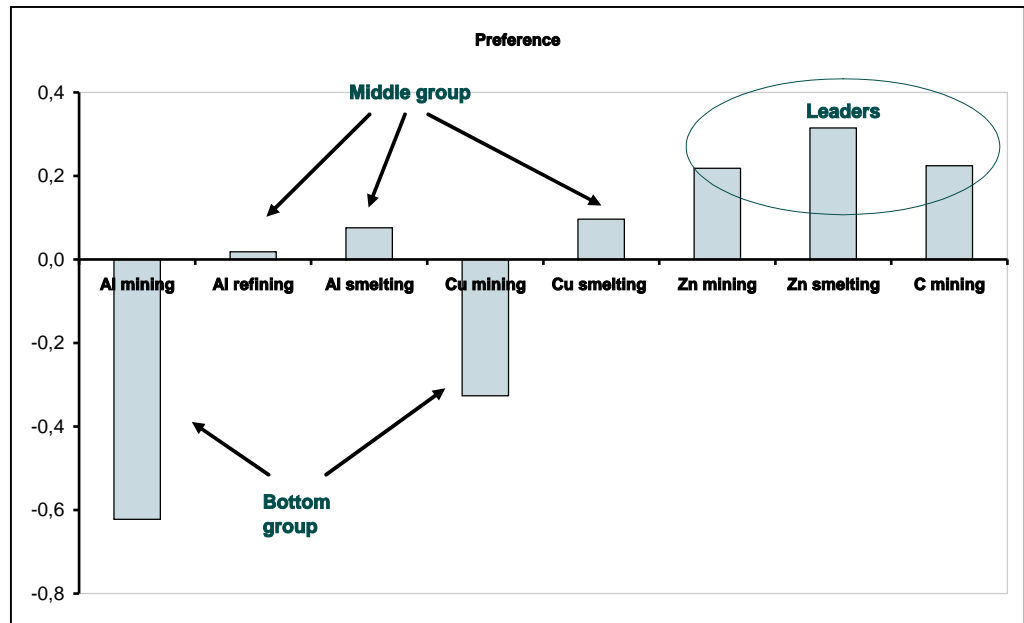 Preference
0,4
Middle group
Leaders
0,2
0,0
Al mining
Al refining
Al smelting
Cu mining
Cu smelting
Zn mining
Zn smelting
C mining
-0,2
-0,4
Bottom
group
-0,6
-0,8